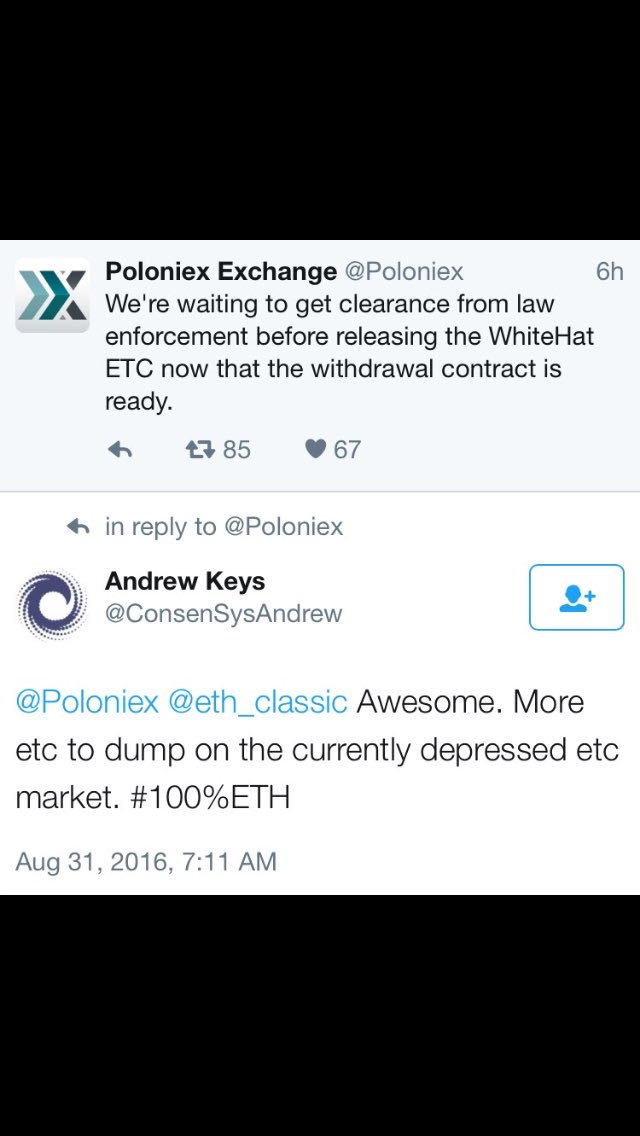 Poloniex Exchange @Poloniex 6h
We're waiting to get clearance from law
enforcement before releasing the WhiteHat
ETC now that the withdrawal contract is
ready.
85 67
in reply to @Poloniex
Andrew Keys
@ConsenSysAndrew
@Poloniex @eth_classic Awesome. More
etc to dump on the currently depressed etc
market. #100%ETH
Aug 31, 2016, 7:11 AM